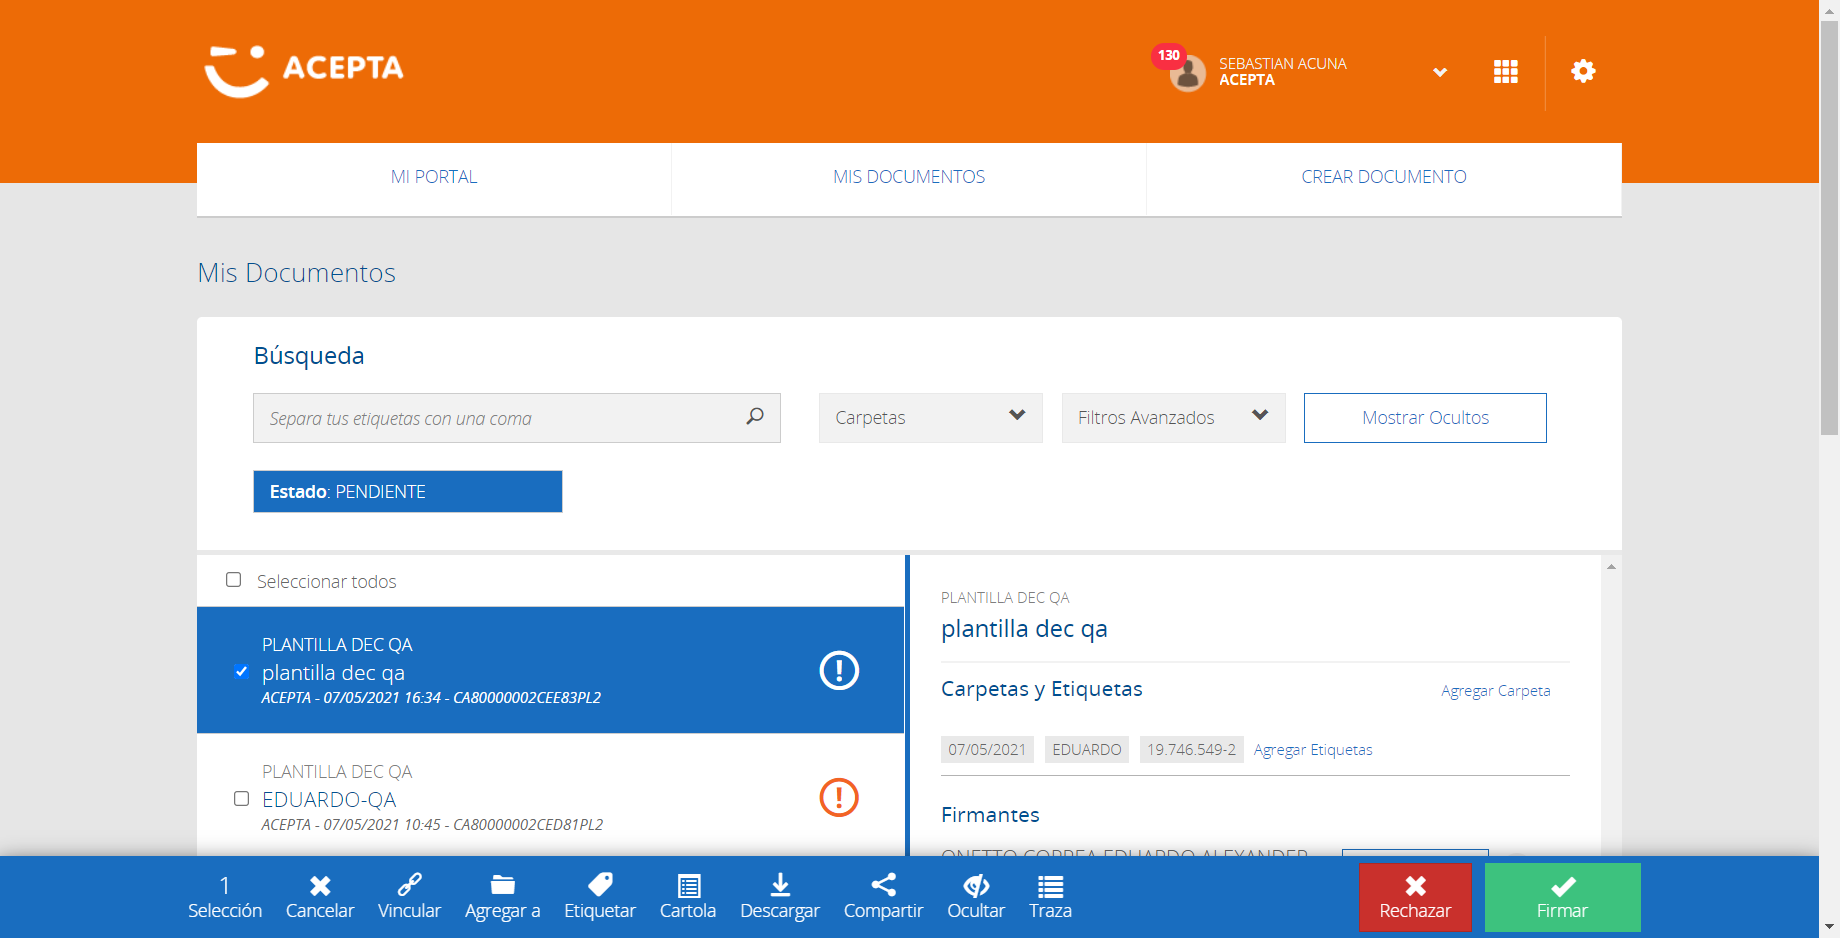 ACEPTA
130
SEBASTIAN ACUNA
ACEPTA
MI PORTAL
MIS DOCUMENTOS
CREAR DOCUMENTO
Mis Documentos
Búsqueda
Separa tus etiquetas con una coma
Carpetas
Filtros Avanzados
Mostrar Ocultos
Estado: PENDIENTE
Seleccionar todos
PLANTILLA DEC QA
plantilla dec qa
ACEPTA - 07/05/2021 16:34 - CA80000002CEE83PL2
PLANTILLA DEC QA
EDUARDO-QA
ACEPTA - 07/05/2021 10:45 - CA80000002CED81PL2
PLANTILLA DEC QA
plantilla dec qa
Carpetas y Etiquetas
Agregar Carpeta
07/05/2021 EDUARDO 19.746.549-2 Agregar Etiquetas
Firmantes
ONETTO CORREA EDUARDO ALEXANDER
1
Selección
Cancelar
Vincular
Agregar a
Etiquetar
Cartola
Descargar
Compartir
Ocultar
Traza
Rechazar
Firmar